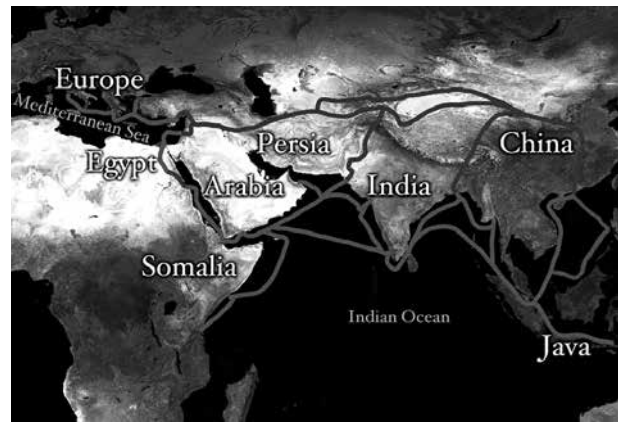 Europe
Mediterranean Sea
Egypt
Persia
China
Arabia
India
Somalia
Indian Ocean
Java